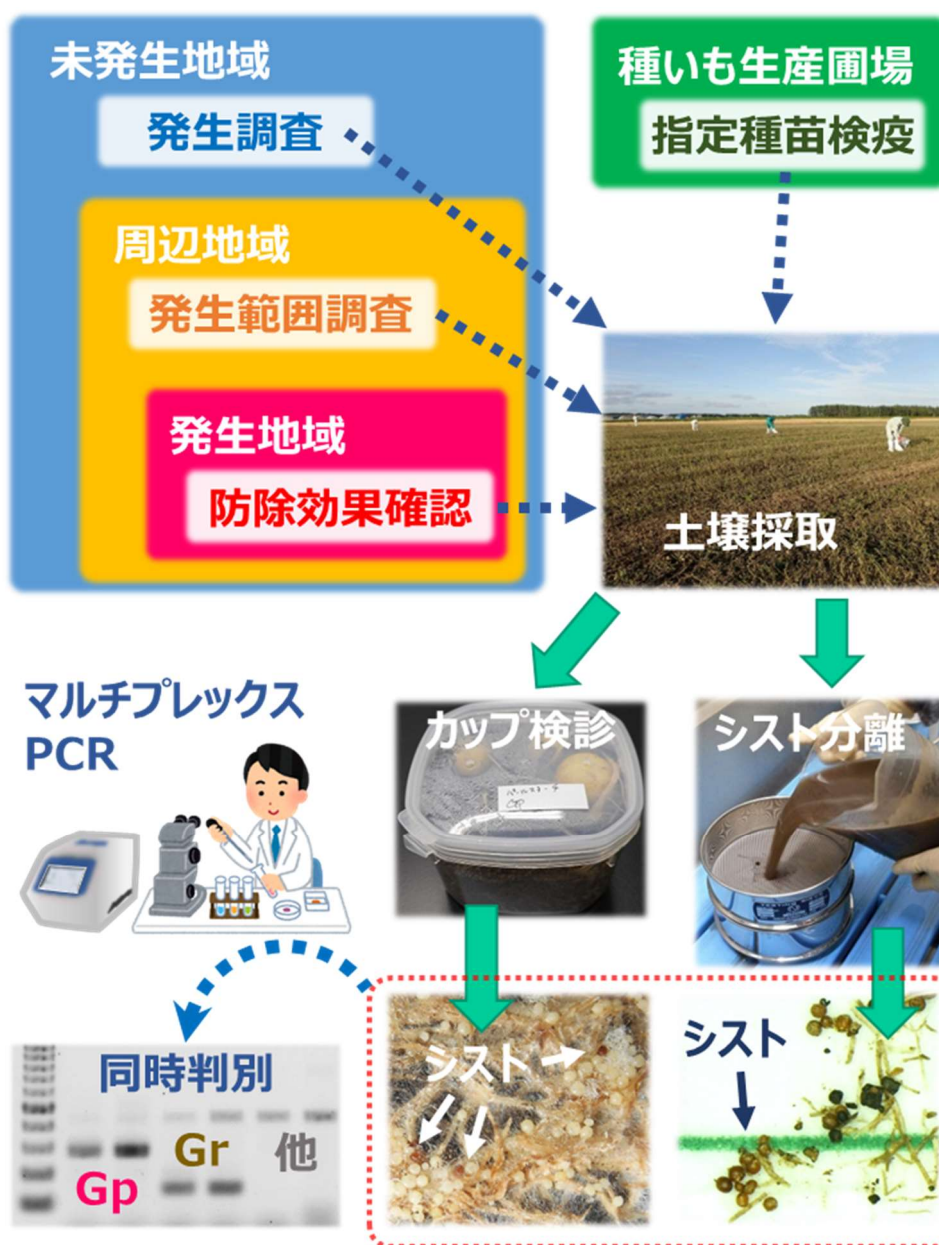 未発生地域
発生調査
周辺地域
発生範囲調査
発生地域
防除効果確認
種いも生産圃場
指定種苗検疫
土壌採取
マルチプレックス
PCR
カップ検診
シスト分離
シスト
シスト
同時判別
Gp
Gr
他